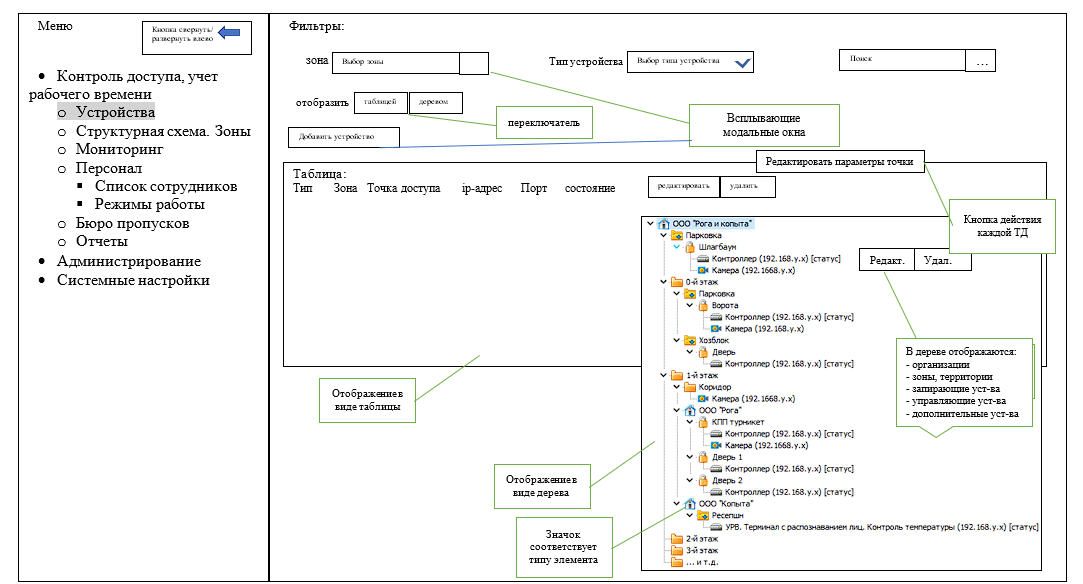 Меню
Кнопка свернуть/
развернуть влево
• Контроль доступа, учет
рабочего времени
o Устройства
o Структурная схема. Зоны
o Мониторинг
o Персонал
▪ Список сотрудников
▪ Режимы работы
o Бюро пропусков
o Отчеты
• Администрирование
• Системные настройки
Фильтры:
зона
Выбор зоны
Тип устройства
Выбор типа устройства
Поиск
...
отобразить
таблицей
деревом
переключатель
Всплывающие
модальные окна
Добавить устройство
Редактировать параметры точки
Таблица:
Тип Зона Точка доступа ip-адрес Порт состояние
редактировать
удалить
Кнопка действия
каждой ТД
ООО "Рога и копыта"
Парковка
Шлагбаум
Контроллер (192.168.y.x) [статус]
Камера (192.1668.y.x)
Редакт.
Удал.
0-й этаж
Парковка
Ворота
Контроллер (192.168.y.x) [статус]
Камера (192.168.y.x)
Хозблок
Дверь
Контроллер (192.168.y.x) [статус]
1-й этаж
Коридор
Камера (192.168.y.x)
ООО "Рога"
КПП турникет
Контроллер (192.168.y.x) [статус]
Камера (192.1668.y.x)
Дверь 1
Контроллер (192.168.y.x) [статус]
Дверь 2
Контроллер (192.168.y.x) [статус]
ООО "Копыта"
Ресепшн
УРВ. Терминал с распознаванием лиц. Контроль температуры (192.168.y.x) [статус]
2-й этаж
3-й этаж
... и т.д.
В дереве отображаются:
- организации
- зоны, территории
- запирающие уст-ва
- управляющие уст-ва
- дополнительные уст-ва
Отображение в
виде таблицы
Отображение в
виде дерева
Значок
соответствует
типу элемента